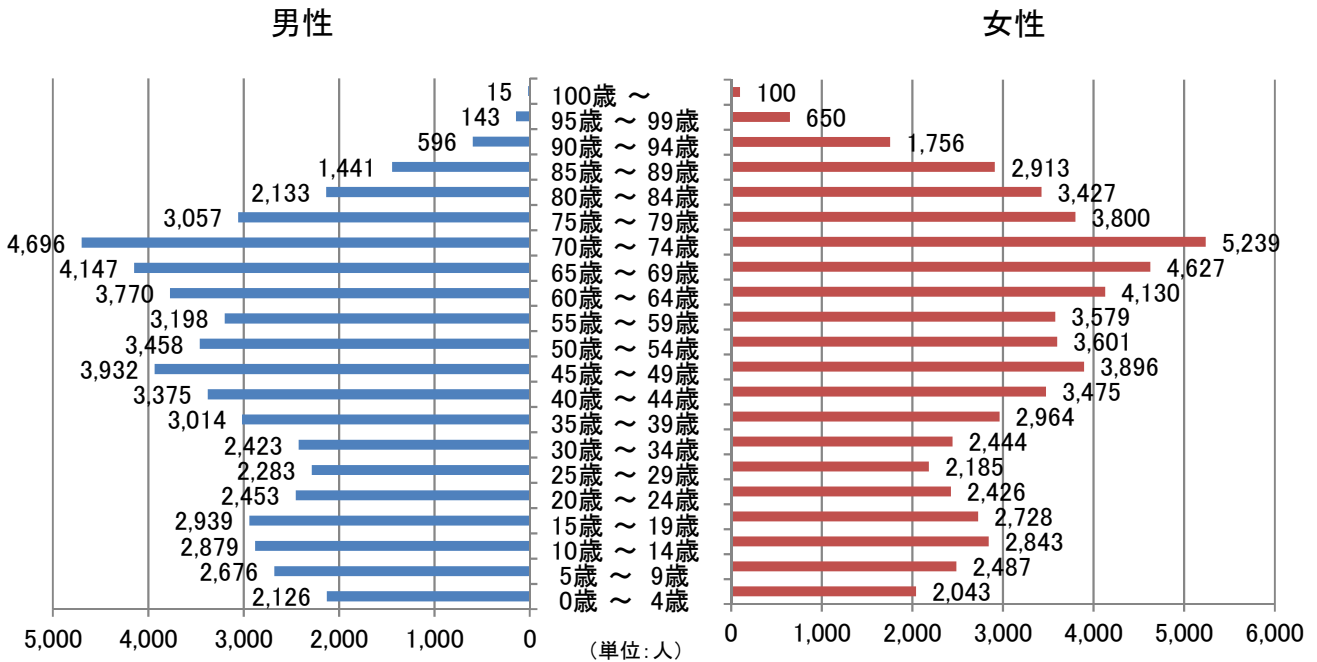 男性 女性
15 100歳 ～ 100
143 95歳 ～ 99歳 650
596 90歳 ～ 94歳 1,756
1,441 85歳 ～ 89歳 2,913
2,133 80歳 ～ 84歳 3,427
3,057 75歳 ～ 79歳 3,800
4,696 70歳 ～ 74歳 5,239
4,147 65歳 ～ 69歳 4,627
3,770 60歳 ～ 64歳 4,130
3,198 55歳 ～ 59歳 3,579
3,458 50歳 ～ 54歳 3,601
3,932 45歳 ～ 49歳 3,896
3,375 40歳 ～ 44歳 3,475
3,014 35歳 ～ 39歳 2,964
2,423 30歳 ～ 34歳 2,444
2,283 25歳 ～ 29歳 2,185
2,453 20歳 ～ 24歳 2,426
2,939 15歳 ～ 19歳 2,728
2,879 10歳 ～ 14歳 2,843
2,676 5歳 ～ 9歳 2,487
2,126 0歳 ～ 4歳 2,043
5,000 4,000 3,000 2,000 1,000 0 （単位：人） 0 1,000 2,000 3,000 4,000 5,000 6,000